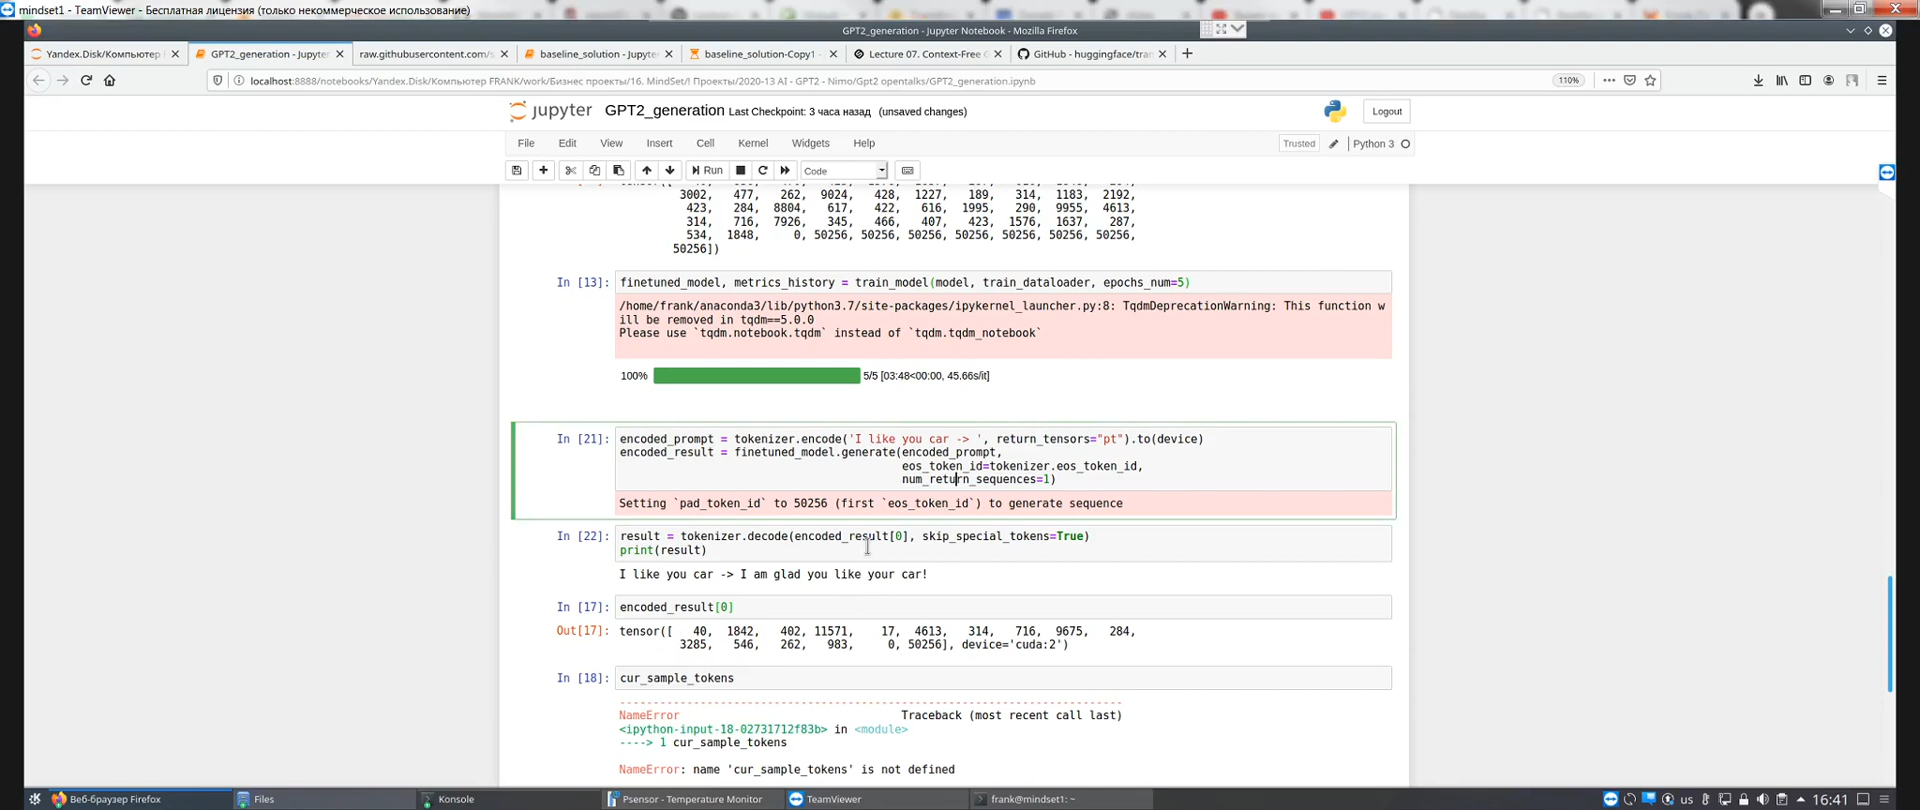 mindset1 - TeamViewer - Бесплатная лицензия (только некоммерческое использование)
GPT2_generation - Jupyter Notebook - Mozilla Firefox
Yandex.Disk/Компьютер
GPT2_generation - Jupyter
raw.githubusercontent.com/s
baseline_solution - Jupyte
baseline_solution-Copy1 -
Lecture 07. Context-Free G
GitHub - huggingface/tra
localhost:8888/notebooks/Yandex.Disk/Компьютер FRANK/work/Бизнес проекты/16. MindSet/! Проекты/2020-13 AI - GPT2 - Nimo/Gpt2 opentalks/GPT2_generation.ipynb
110%
jupyter GPT2_generation Last Checkpoint: 3 часа назад (unsaved changes)
Logout
File Edit View Insert Cell Kernel Widgets Help
Trusted
Python 3
Run
Code
3002, 477, 262, 9024, 428, 1227, 189, 314, 1183, 2192,
423, 284, 8804, 617, 422, 616, 1995, 290, 9955, 4613,
314, 716, 7926, 345, 466, 407, 423, 1576, 1637, 287,
534, 1848, 0, 50256, 50256, 50256, 50256, 50256, 50256, 50256,
50256])
In [13]: finetuned_model, metrics_history = train_model(model, train_dataloader, epochs_num=5)
/home/frank/anaconda3/lib/python3.7/site-packages/ipykernel_launcher.py:8: TqdmDeprecationWarning: This function w
ill be removed in tqdm==5.0.0
Please use `tqdm.notebook.tqdm` instead of `tqdm.tqdm_notebook`
100% 5/5 [03:48<00:00, 45.66s/it]
In [21]: encoded_prompt = tokenizer.encode('I like you car -> ', return_tensors="pt").to(device)
encoded_result = finetuned_model.generate(encoded_prompt,
eos_token_id=tokenizer.eos_token_id,
num_return_sequences=1)
Setting `pad_token_id` to 50256 (first `eos_token_id`) to generate sequence
In [22]: result = tokenizer.decode(encoded_result[0], skip_special_tokens=True)
print(result)
I like you car -> I am glad you like your car!
In [17]: encoded_result[0]
Out[17]: tensor([ 40, 1842, 402, 11571, 17, 4613, 314, 716, 9675, 284,
3285, 546, 262, 983, 0, 50256], device='cuda:2')
In [18]: cur_sample_tokens
NameError Traceback (most recent call last)
<ipython-input-18-02731712f83b> in <module>
----> 1 cur_sample_tokens
NameError: name 'cur_sample_tokens' is not defined
Веб-браузер Firefox
Files
Konsole
Psensor - Temperature Monitor
TeamViewer
frank@mindset1: ~
us
16:41